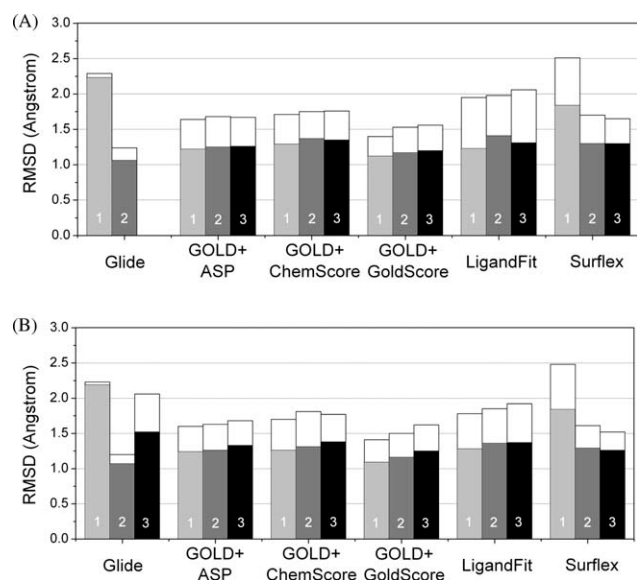 (A)
3.0
2.5
2.0
1.5
1.0
0.5
0.0
RMSD (Angstrom)
1 2 1 2 3 1 2 3 1 2 3 1 2 3 1 2 3
Glide GOLD+ GOLD+ GOLD+ LigandFit Surflex
ASP ChemScore GoldScore
(B)
3.0
2.5
2.0
1.5
1.0
0.5
0.0
RMSD (Angstrom)
1 2 3 1 2 3 1 2 3 1 2 3 1 2 3 1 2 3
Glide GOLD+ GOLD+ GOLD+ LigandFit Surflex
ASP ChemScore GoldScore